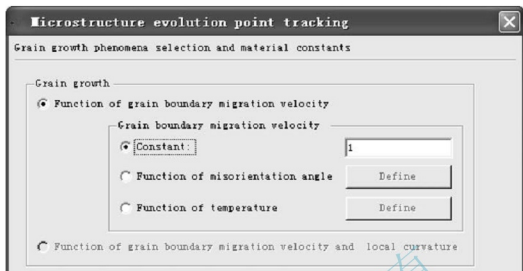 Microstructure evolution point tracking
Grain growth phenomena selection and material constants
Grain growth
Function of grain boundary migration velocity
Grain boundary migration velocity
Constant: 1
Function of misorientation angle Define
Function of temperature Define
Function of grain boundary migration velocity and local curvature